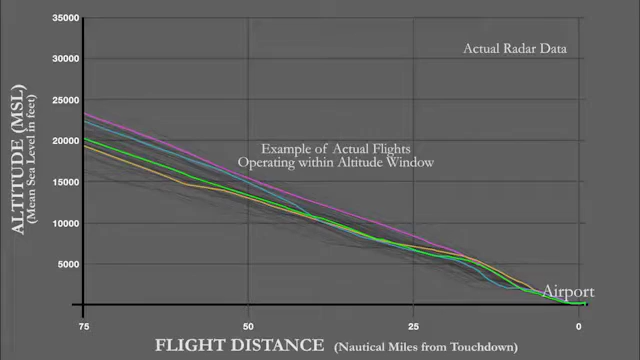 35000
Actual Radar Data
30000
25000
20000
Example of Actual Flights
Operating within Altitude Window
15000
10000
5000
Airport
ALTITUDE (MSL)
(Mean Sea Level in feet)
75
50
25
0
FLIGHT DISTANCE (Nautical Miles from Touchdown)